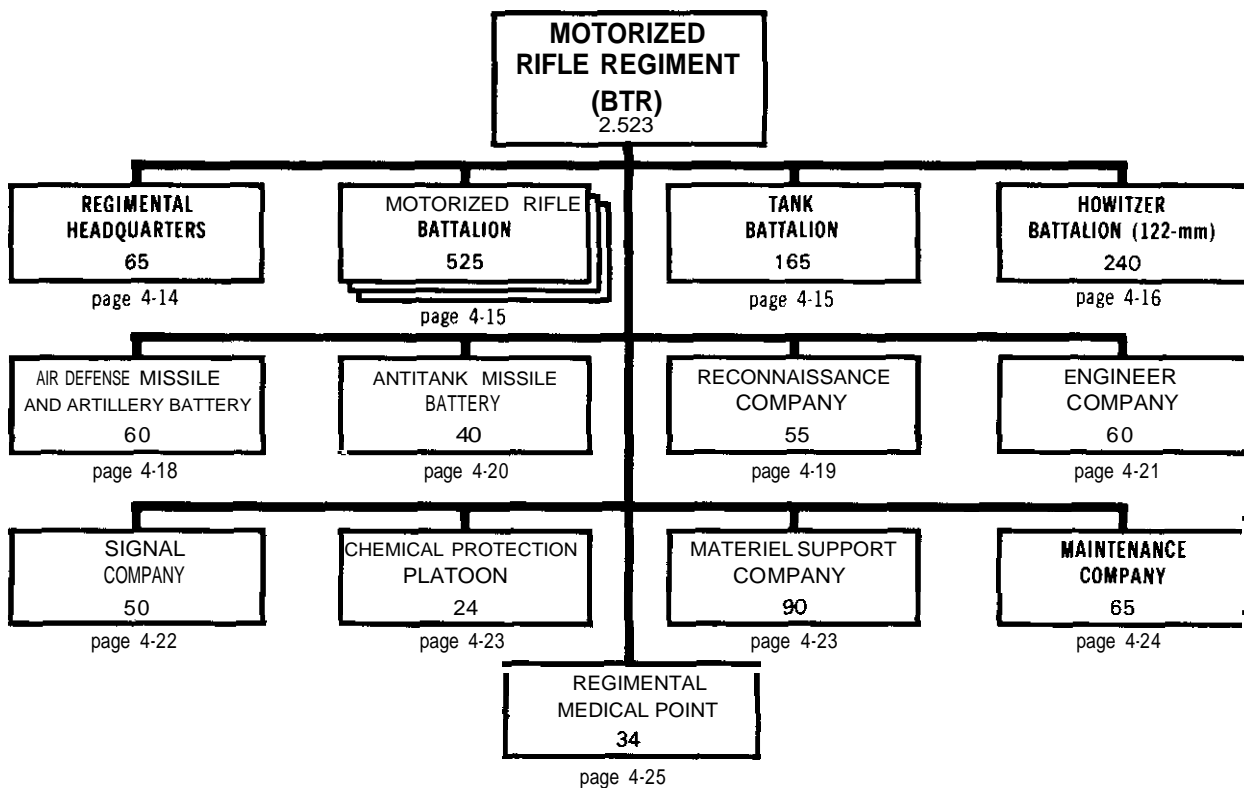 MOTORIZED
RIFLE REGIMENT
(BTR)
2.523
REGIMENTAL
HEADQUARTERS
65
page 4-14
MOTORIZED RIFLE
BATTALION
525
page 4-15
TANK
BATTALION
165
page 4-15
HOWITZER
BATTALION (122-mm)
240
page 4-16
AIR DEFENSE MISSILE
AND ARTILLERY BATTERY
60
page 4-18
ANTITANK MISSILE
BATTERY
40
page 4-20
RECONNAISSANCE
COMPANY
55
page 4-19
ENGINEER
COMPANY
60
page 4-21
SIGNAL
COMPANY
50
page 4-22
CHEMICAL PROTECTION
PLATOON
24
page 4-23
MATERIEL SUPPORT
COMPANY
90
page 4-23
MAINTENANCE
COMPANY
65
page 4-24
REGIMENTAL
MEDICAL POINT
34
page 4-25